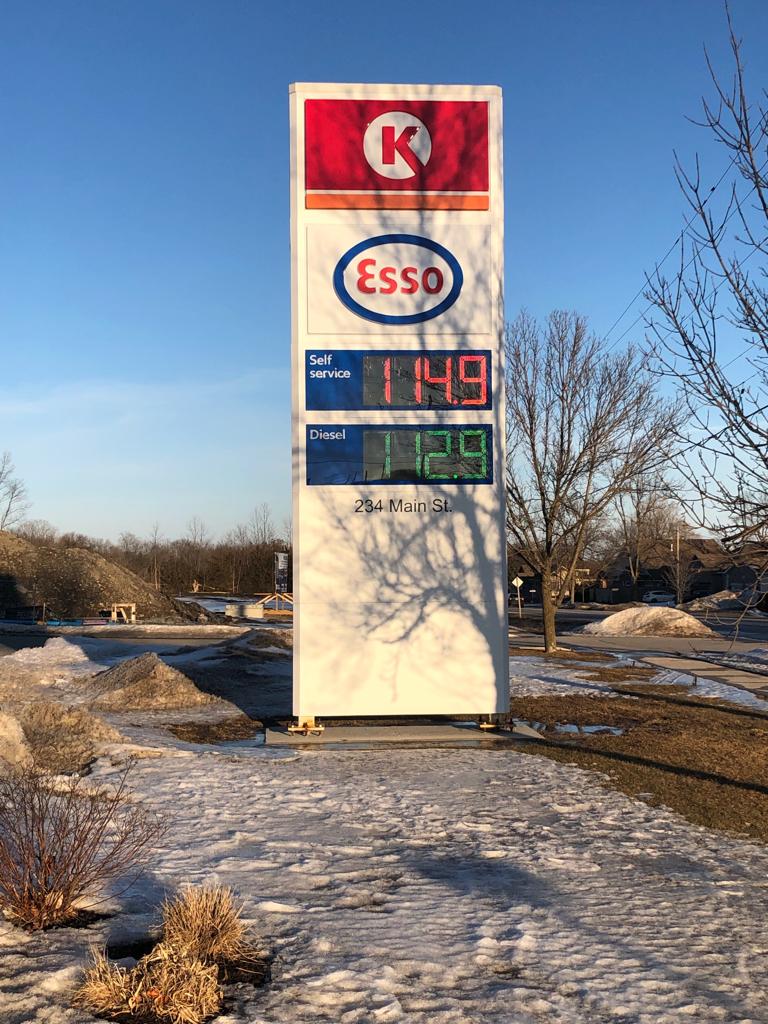 K
Esso
Self
service
114.9
Diesel
112.9
234 Main St.